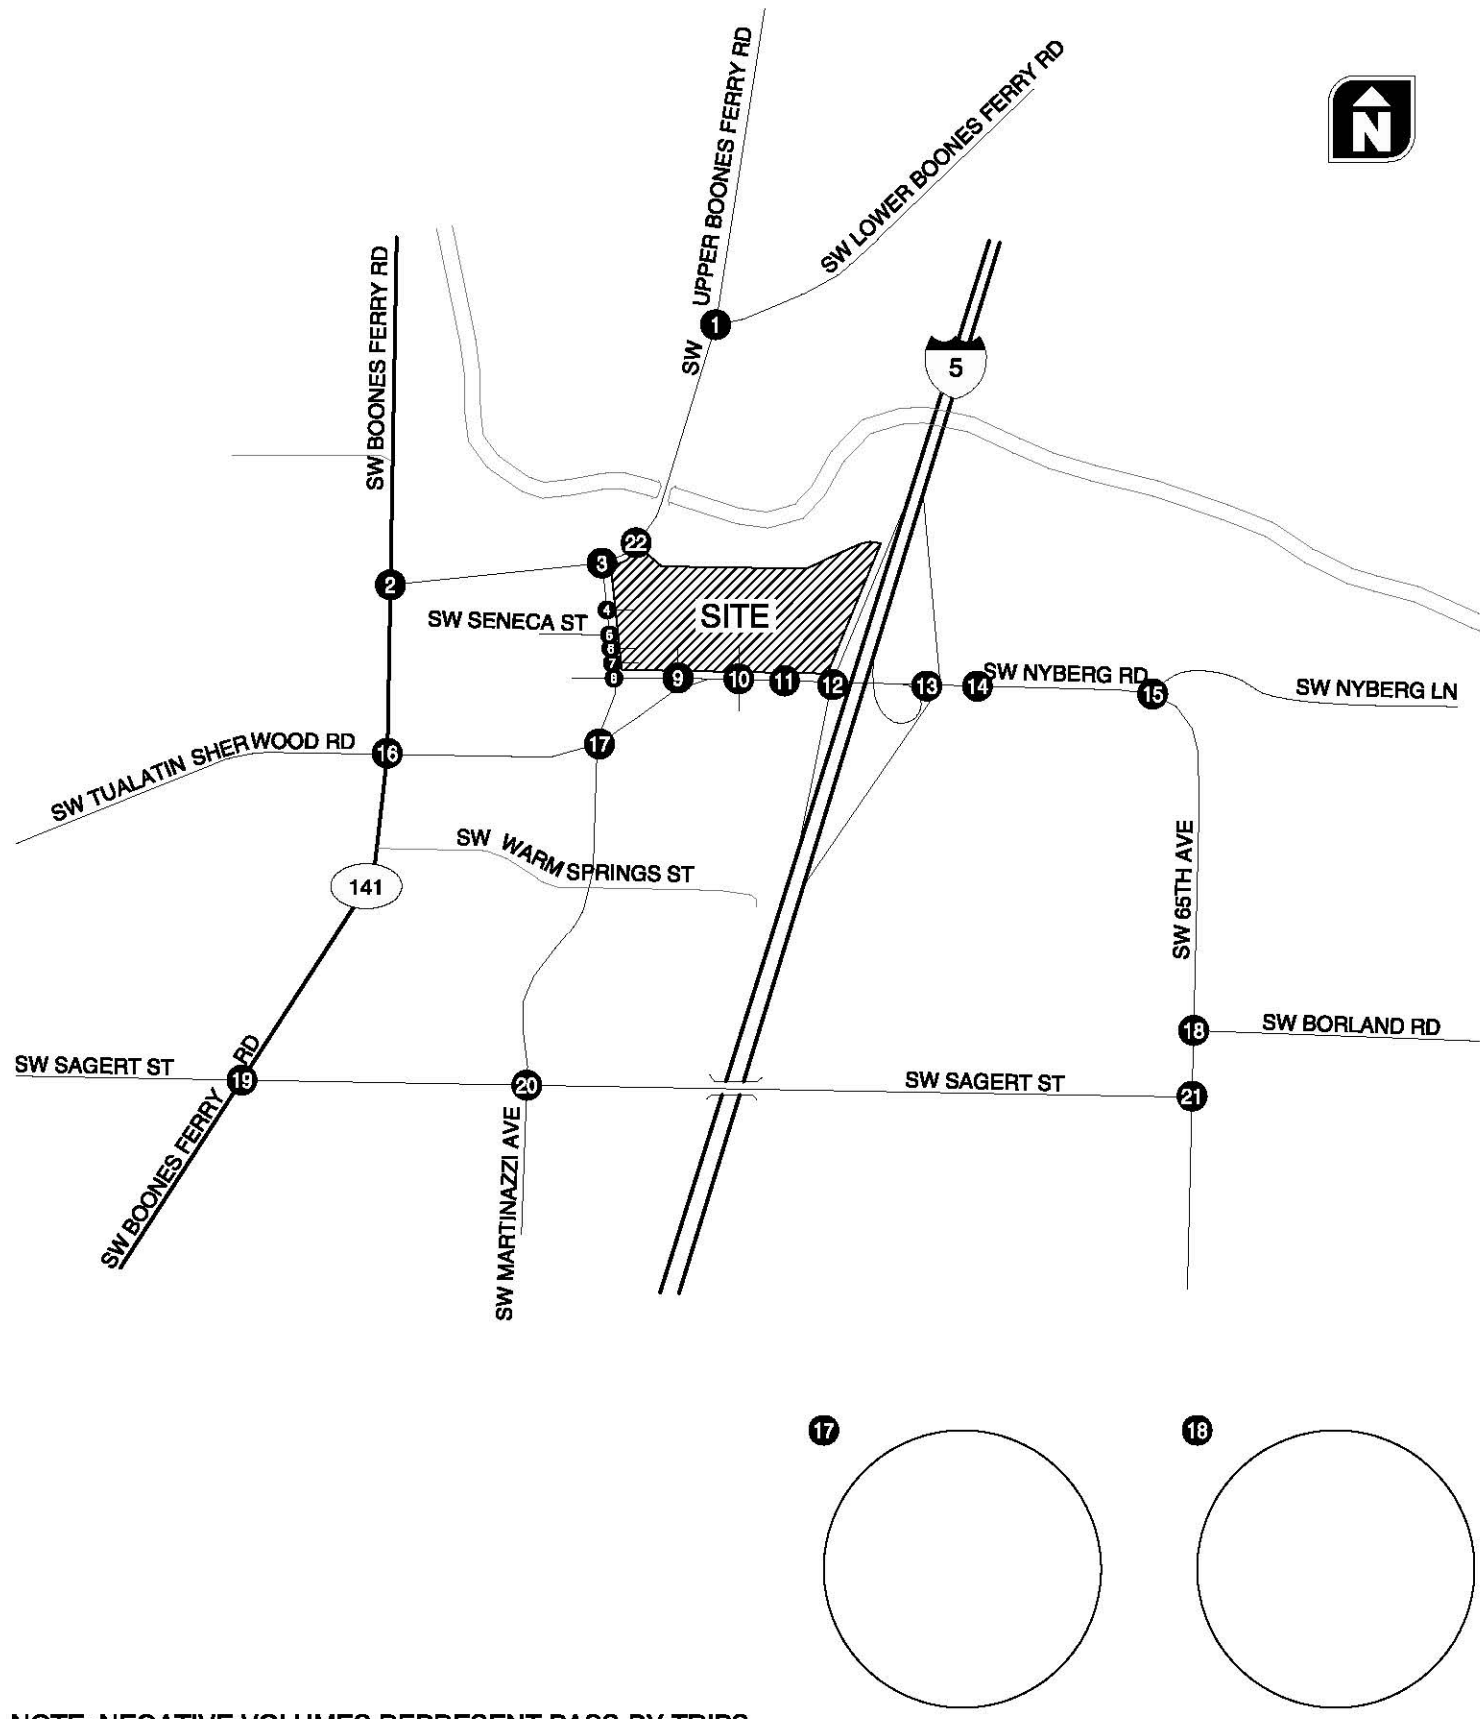 SW UPPER BOONES FERRY RD
SW LOWER BOONES FERRY RD
N
SW BOONES FERRY RD
1
5
22
3
2
4
SITE
SW SENECA ST
6
7
8
9
10
11
12
13
14
SW NYBERG RD
15
SW NYBERG LN
17
16
SW TUALATIN SHERWOOD RD
SW WARM SPRINGS ST
141
SW 65TH AVE
18
SW BORLAND RD
SW SAGERT ST
19
20
SW SAGERT ST
21
SW BOONES FERRY RD
SW MARTINAZZI AVE
17
18
NOTE: NEGATIVE VOLUMES REPRESENT PASS-BY TRIPS